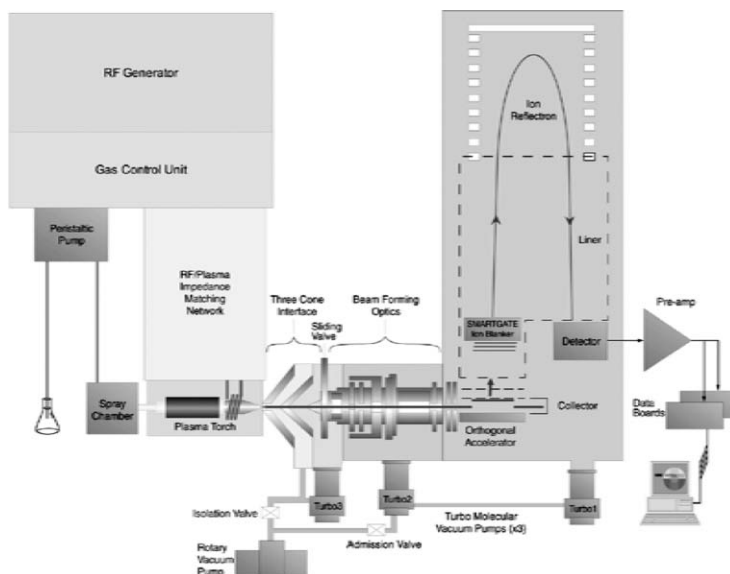 RF Generator
Gas Control Unit
Peristaltic
Pump
RF/Plasma
Impedance
Matching
Network
Three Cone
Interface
Sliding
Valve
Beam Forming
Optics
Ion
Reflectron
Liner
SMARTGATE
Ion Blanker
Detector
Pre-amp
Spray
Chamber
Plasma Torch
Orthogonal
Accelerator
Collector
Data
Boards
Isolation Valve
Turbo3
Turbo2
Turbo1
Turbo Molecular
Vacuum Pumps (x3)
Admission Valve
Rotary
Vacuum
Pump